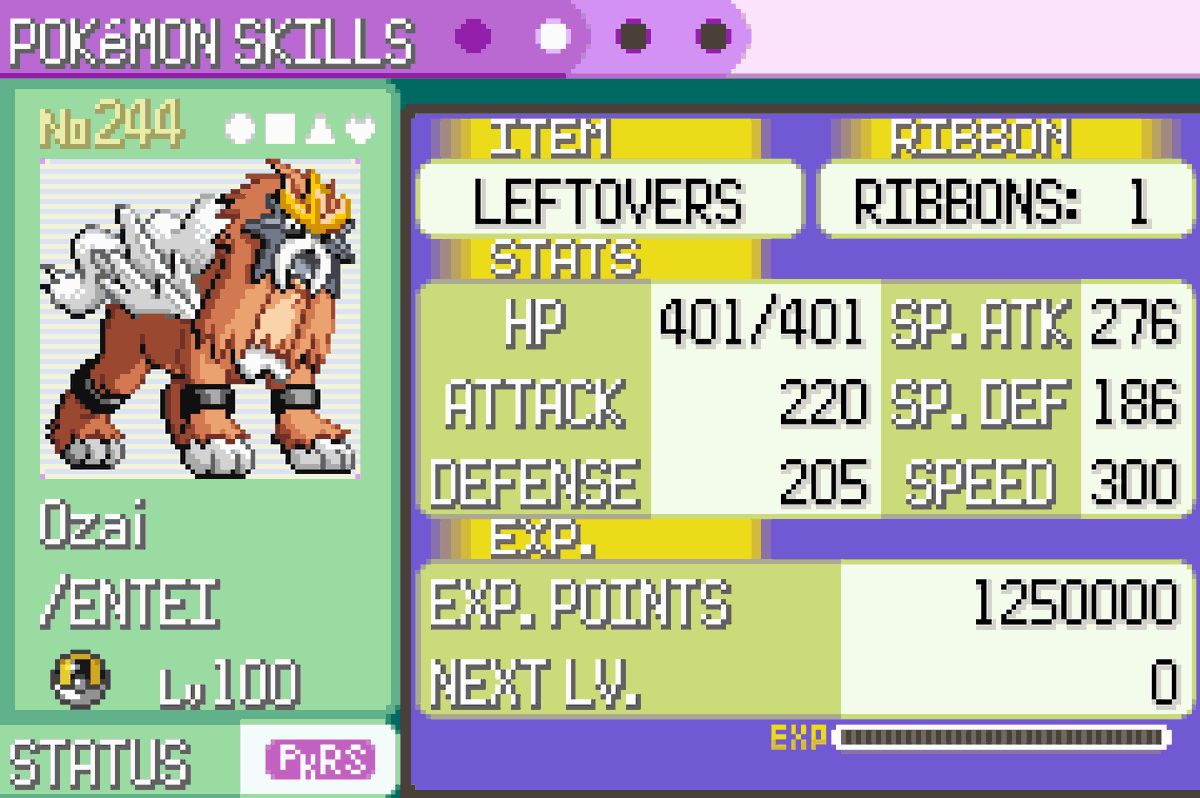 POKéMON SKILLS
No244
ITEM RIBBON
LEFTOVERS RIBBONS: 1
STATS
HP 401/401 SP. ATK 276
ATTACK 220 SP. DEF 186
DEFENSE 205 SPEED 300
Ozai
/ENTEI
Lv100
EXP.
EXP. POINTS 1250000
NEXT LV. 0
EXP
STATUS PKRS